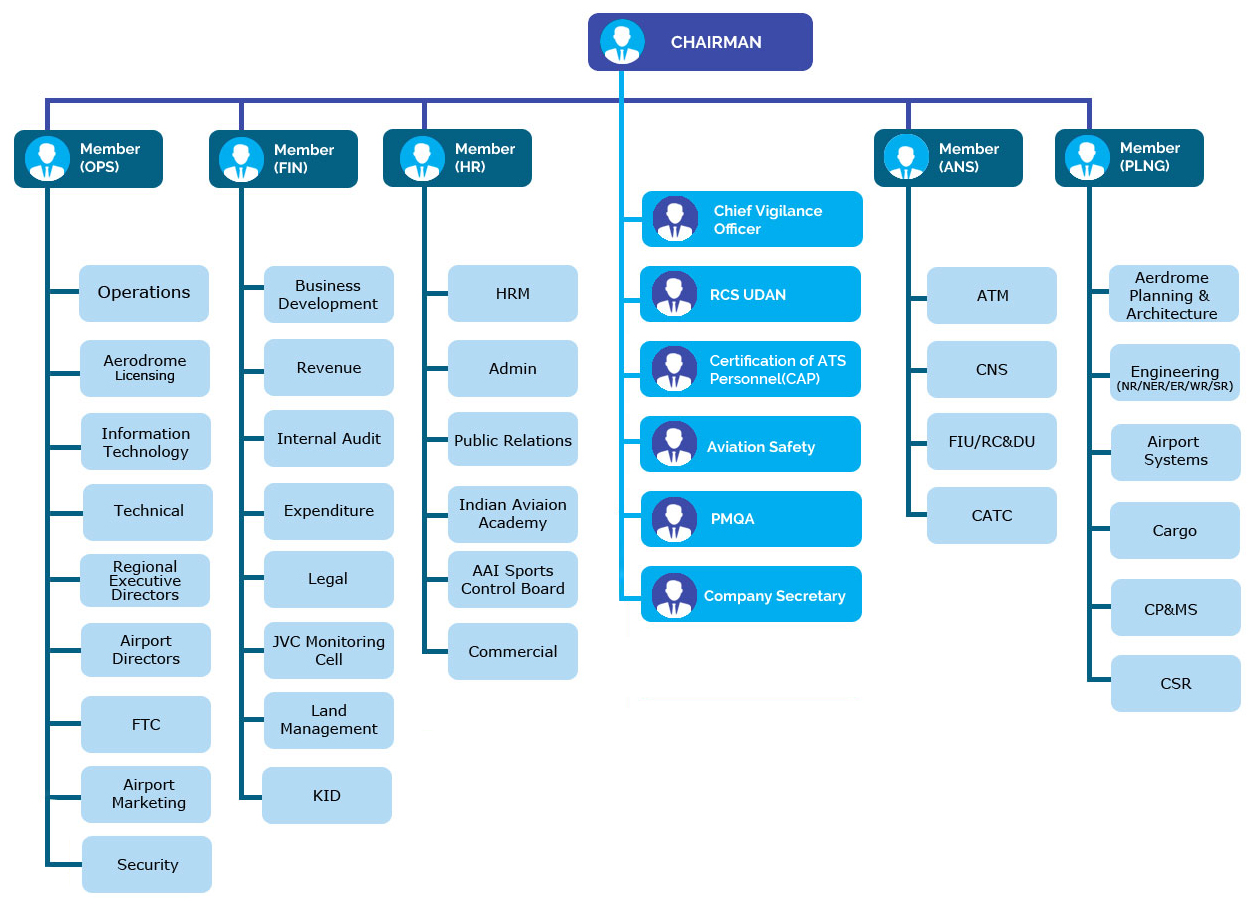 CHAIRMAN
Member
(OPS)
Operations
Aerodrome
Licensing
Information
Technology
Technical
Regional
Executive
Directors
Airport
Directors
FTC
Airport
Marketing
Security
Member
(FIN)
Business
Development
Revenue
Internal Audit
Expenditure
Legal
JVC Monitoring
Cell
Land
Management
KID
Member
(HR)
HRM
Admin
Public Relations
Indian Aviaion
Academy
AAI Sports
Control Board
Commercial
Chief Vigilance
Officer
RCS UDAN
Certification of ATS
Personnel(CAP)
Aviation Safety
PMQA
Company Secretary
Member
(ANS)
ATM
CNS
FIU/RC&DU
CATC
Member
(PLNG)
Aerdrome
Planning &
Architecture
Engineering
(NR/NER/ER/WR/SR)
Airport
Systems
Cargo
CP&MS
CSR